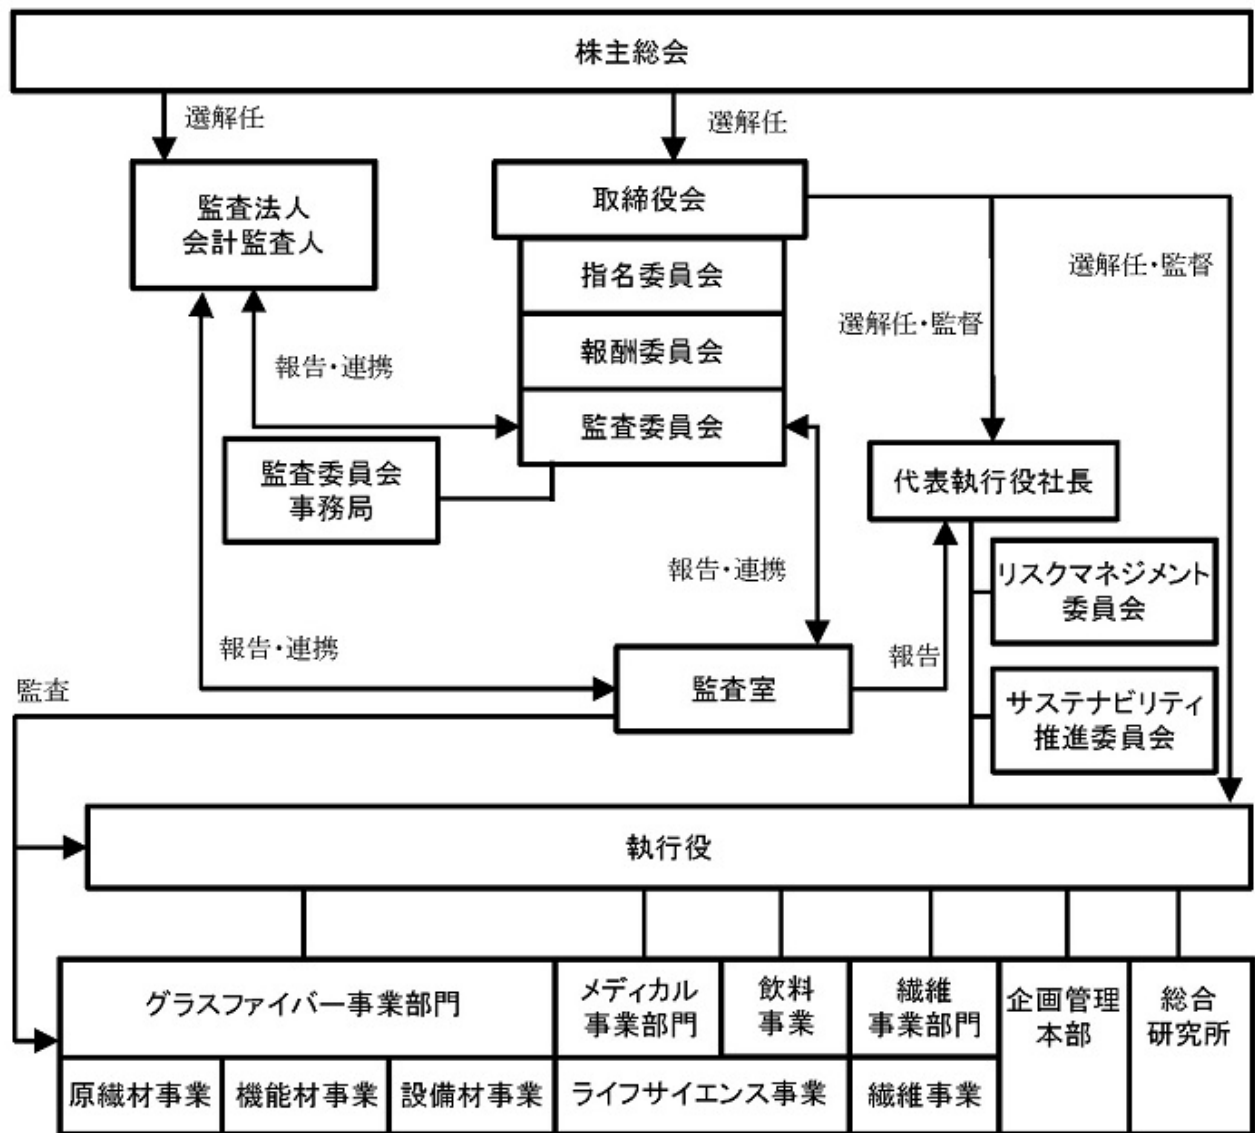 株主総会
選解任
選解任
監査法人
会計監査人
取締役会
指名委員会
報酬委員会
監査委員会
選解任・監督
選解任・監督
報告・連携
監査委員会
事務局
代表執行役社長
リスクマネジメント
委員会
報告・連携
報告・連携
報告
監査室
サステナビリティ
推進委員会
監査
執行役
グラスファイバー事業部門
メディカル
事業部門
飲料
事業
繊維
事業部門
企画管理
本部
総合
研究所
原繊材事業
機能材事業
設備材事業
ライフサイエンス事業
繊維事業